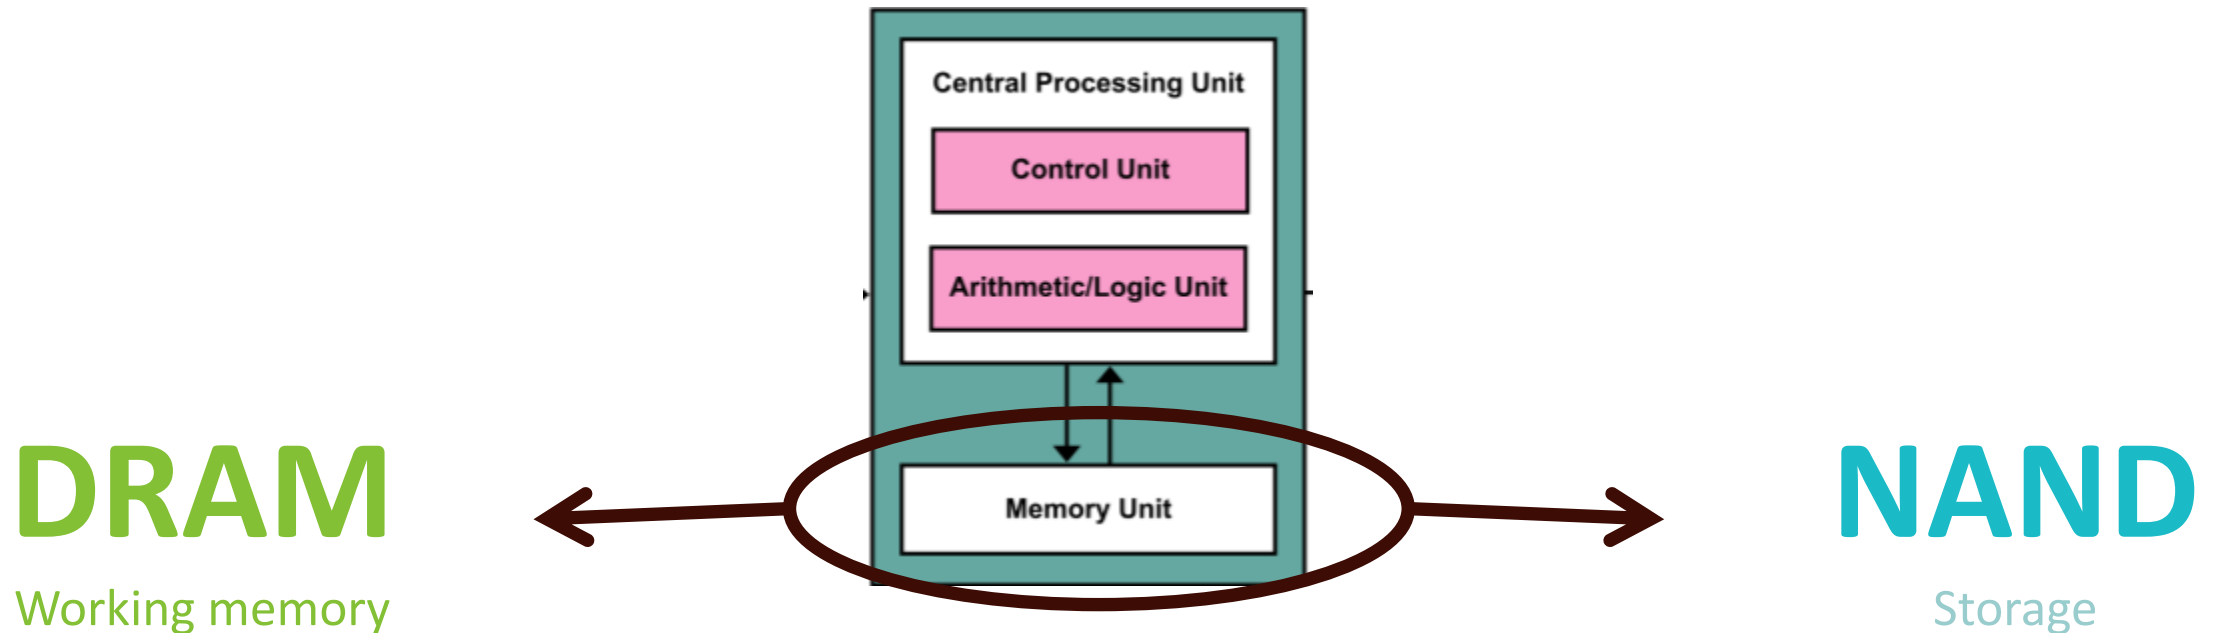 Central Processing Unit
Control Unit
Arithmetic/Logic Unit
Memory Unit
DRAM
Working memory
NAND
Storage